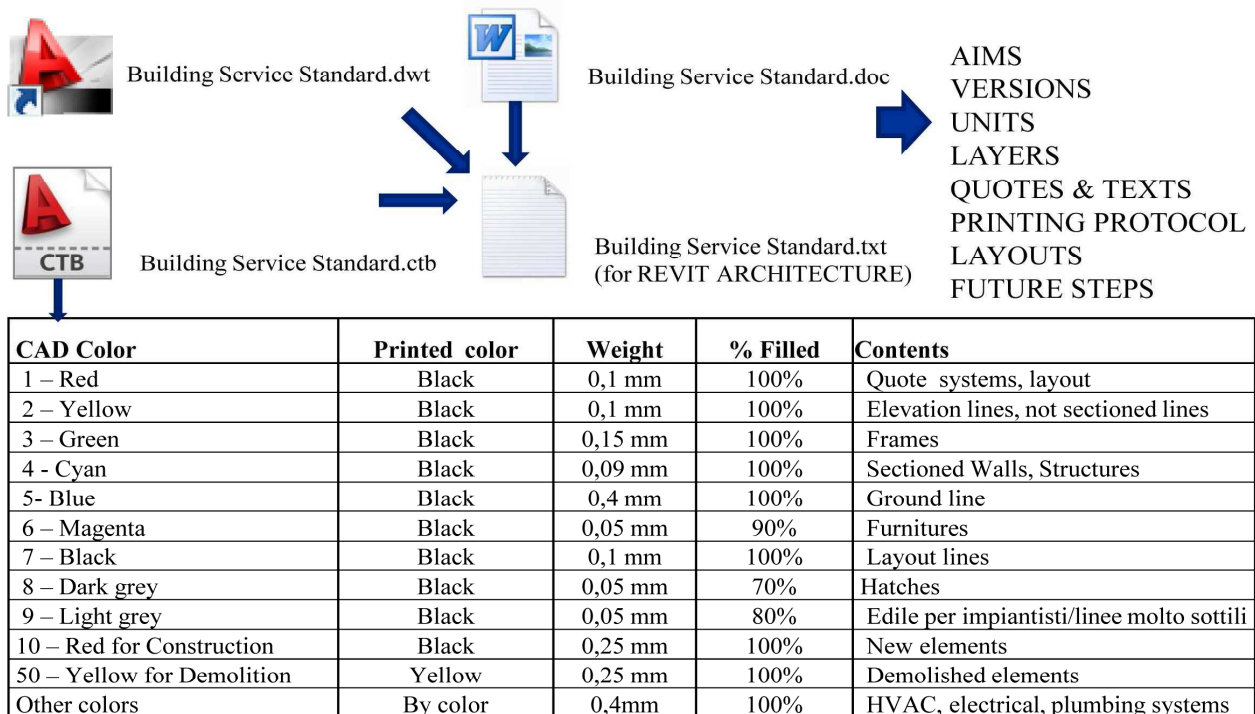 Building Service Standard.dwt
Building Service Standard.doc
CTB
Building Service Standard.ctb
Building Service Standard.txt
(for REVIT ARCHITECTURE)
AIMS
VERSIONS
UNITS
LAYERS
QUOTES & TEXTS
PRINTING PROTOCOL
LAYOUTS
FUTURE STEPS
CAD Color Printed color Weight % Filled Contents
1 – Red Black 0,1 mm 100% Quote systems, layout
2 – Yellow Black 0,1 mm 100% Elevation lines, not sectioned lines
3 – Green Black 0,15 mm 100% Frames
4 - Cyan Black 0,09 mm 100% Sectioned Walls, Structures
5- Blue Black 0,4 mm 100% Ground line
6 – Magenta Black 0,05 mm 90% Furnitures
7 – Black Black 0,1 mm 100% Layout lines
8 – Dark grey Black 0,05 mm 70% Hatches
9 – Light grey Black 0,05 mm 80% Edile per impiantisti/linee molto sottili
10 – Red for Construction Black 0,25 mm 100% New elements
50 – Yellow for Demolition Yellow 0,25 mm 100% Demolished elements
Other colors By color 0,4mm 100% HVAC, electrical, plumbing systems